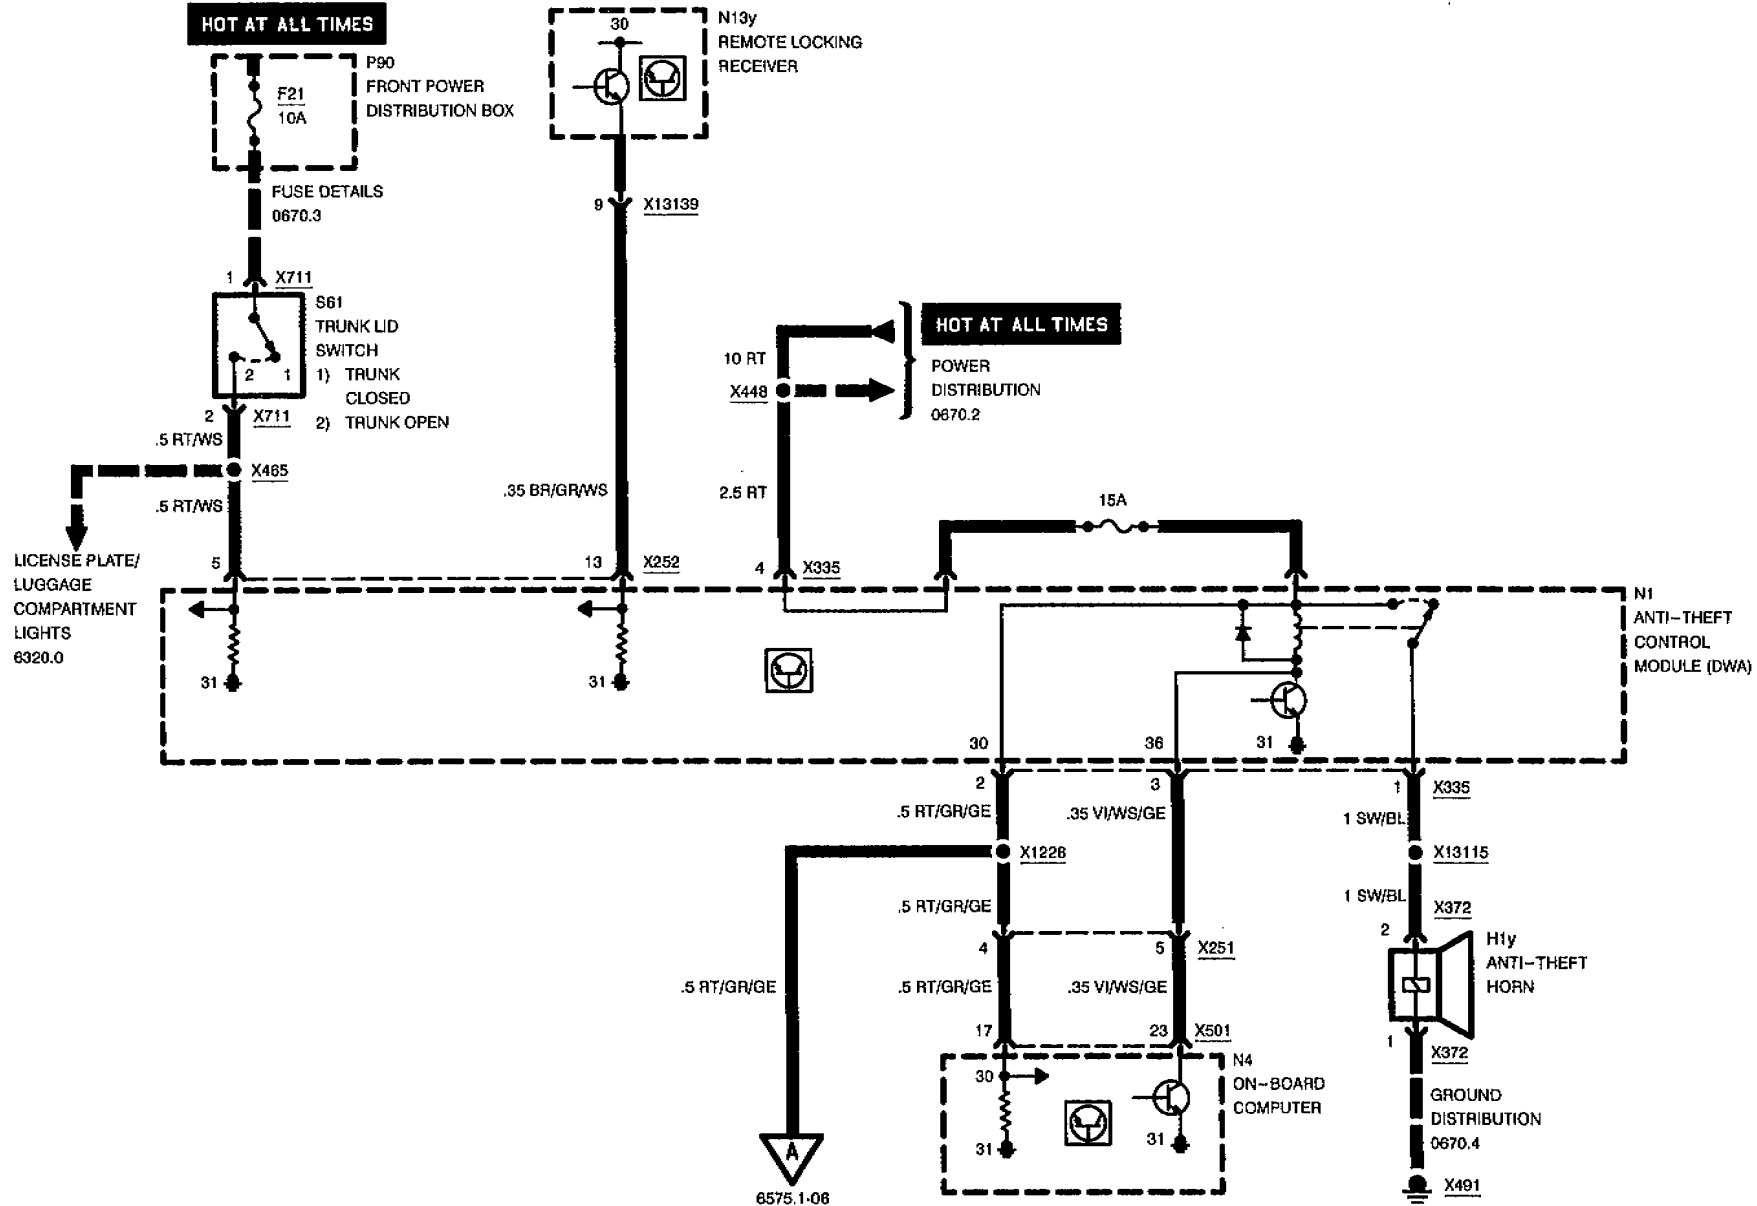 HOT AT ALL TIMES
P90
FRONT POWER
DISTRIBUTION BOX
F21
10A
FUSE DETAILS
0670.3
1
X711
S61
TRUNK LID
SWITCH
1) TRUNK
CLOSED
2) TRUNK OPEN
2
1
2
X711
.5 RT/WS
X465
.5 RT/WS
LICENSE PLATE/
LUGGAGE
COMPARTMENT
LIGHTS
6320.0
5
30
N13y
REMOTE LOCKING
RECEIVER
9
X13139
.35 BR/GR/WS
13
X252
HOT AT ALL TIMES
POWER
DISTRIBUTION
0670.2
10 RT
X448
2.5 RT
4
X335
15A
N1
ANTI-THEFT
CONTROL
MODULE (DWA)
31
31
31
30
36
2
3
1
X335
.5 RT/GR/GE
.35 VI/WS/GE
1 SW/BL
X1228
X13115
.5 RT/GR/GE
1 SW/BL
X372
2
4
5
X251
H1y
ANTI-THEFT
HORN
.5 RT/GR/GE
.5 RT/GR/GE
.35 VI/WS/GE
17
23
X501
1
X372
N4
ON-BOARD
COMPUTER
30
31
31
GROUND
DISTRIBUTION
0670.4
X491
A
6575.1-06